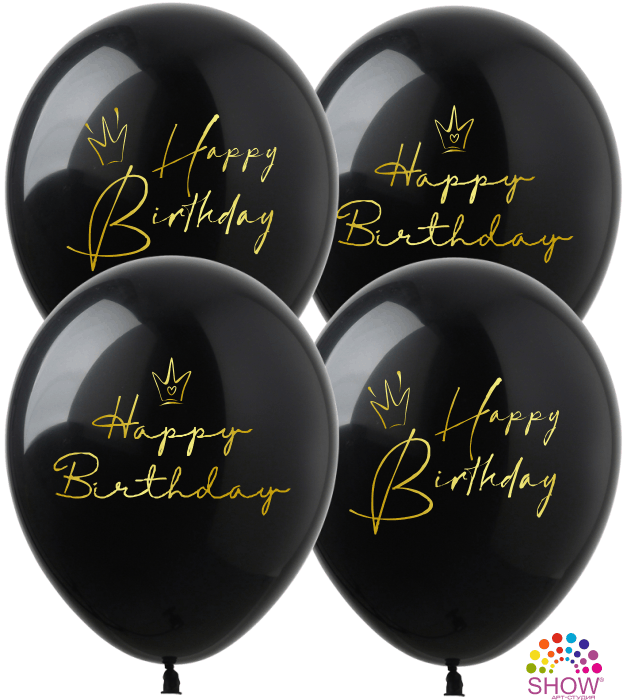 Happy
Birthday
Happy
Birthday
Happy
Birthday
Happy
Birthday
SHOW®
АРТ-СТУДИЯ